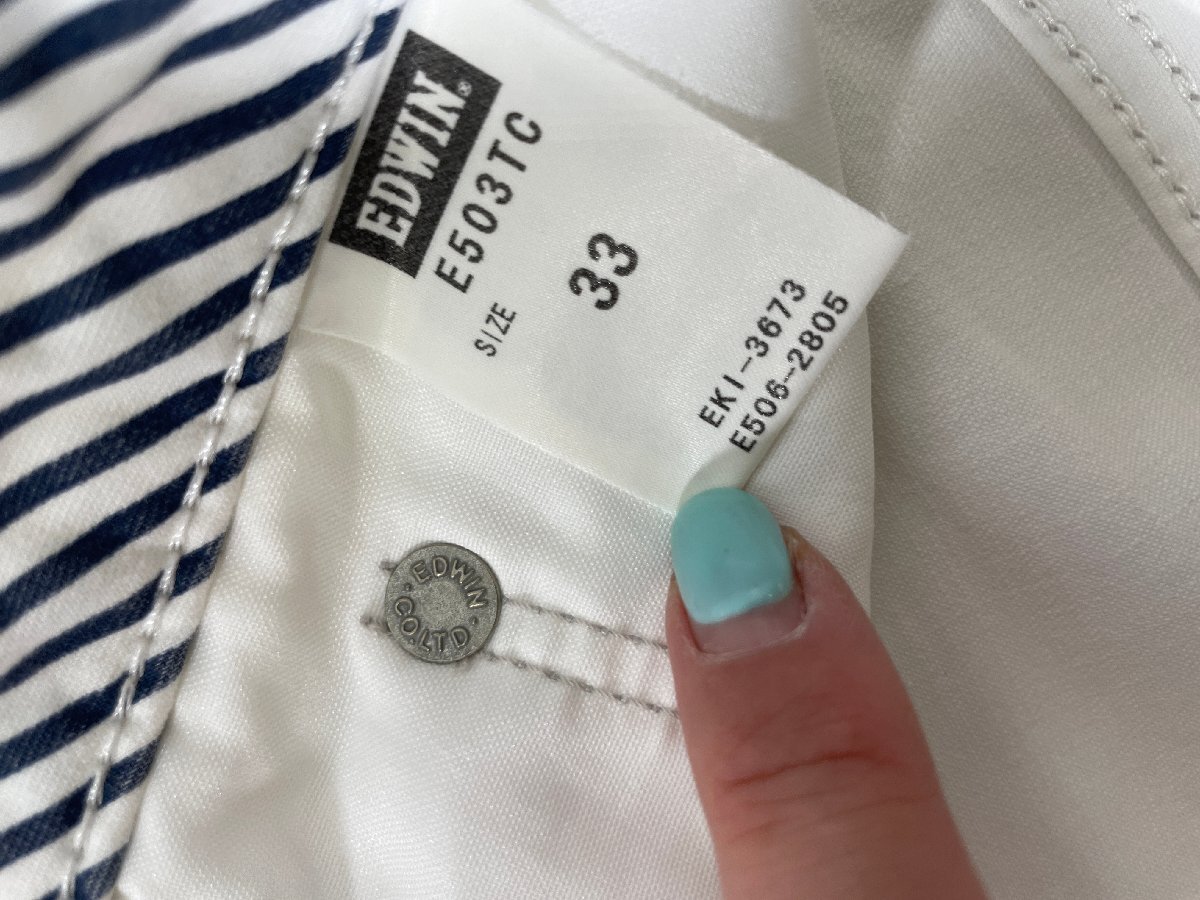 EDWIN®
E503TC
SIZE 33
EKI-3673
E506-2805
EDWIN
CO.LTD.